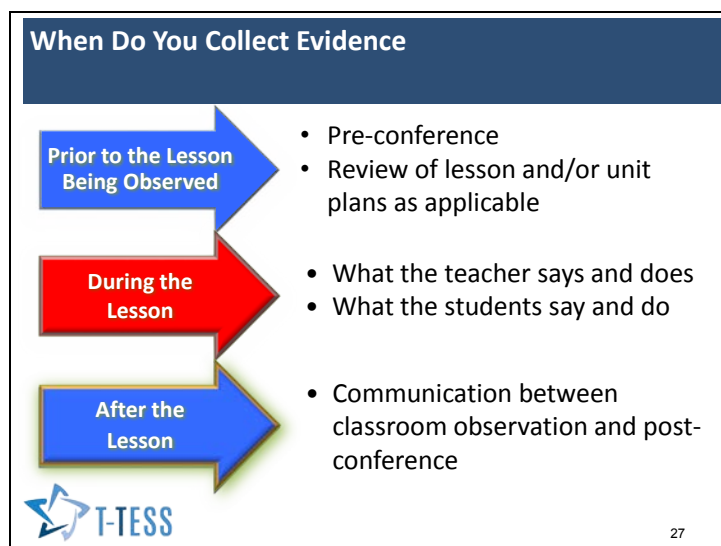 When Do You Collect Evidence
Prior to the Lesson
Being Observed
• Pre-conference
• Review of lesson and/or unit
plans as applicable
During the
Lesson
• What the teacher says and does
• What the students say and do
After the
Lesson
• Communication between
classroom observation and post-
conference
T-TESS
27